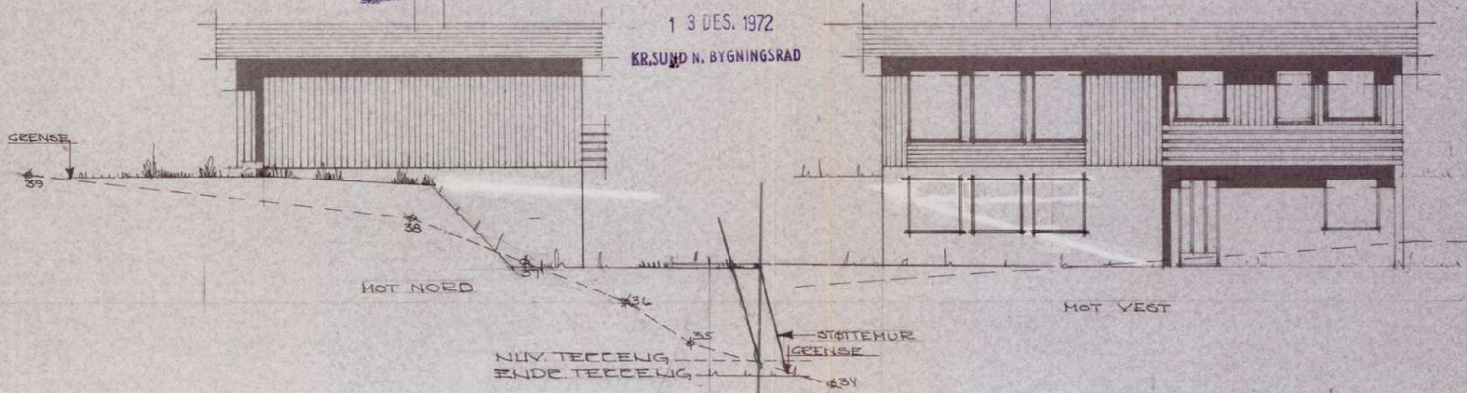 1 3 DES. 1972
KR.SUND N. BYGNINGSRAD
GRENSE
39
38
37
MOT NORD
36
35
STØTTEMUR
GRENSE
NUV. TERRENG
ENDR. TERRENG
34
MOT VEST